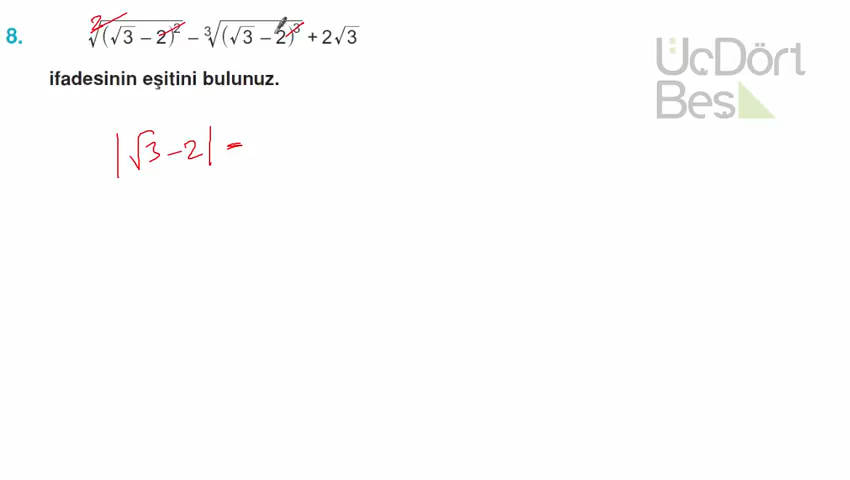 8. √(√3 – 2)² – ³√(√3 – 2)³ + 2√3
2
ÜçDört
Beş
ifadesinin eşitini bulunuz.
|√3 – 2| =